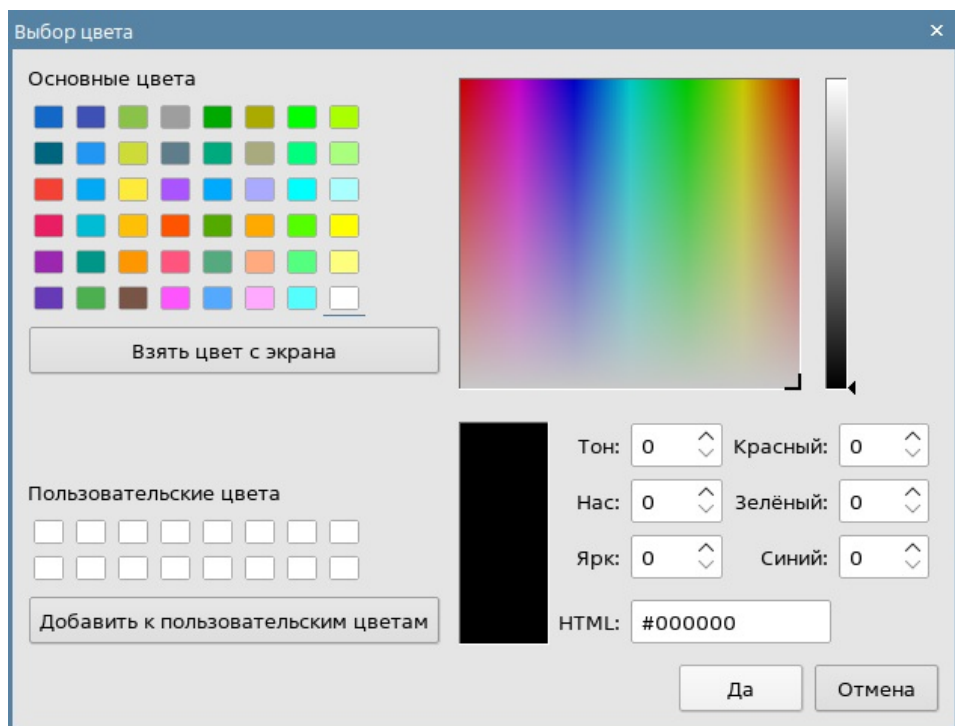 Выбор цвета
Основные цвета
Взять цвет с экрана
Пользовательские цвета
Добавить к пользовательским цветам
Тон: 0 Красный: 0
Нас: 0 Зелёный: 0
Ярк: 0 Синий: 0
HTML: #000000
Да Отмена